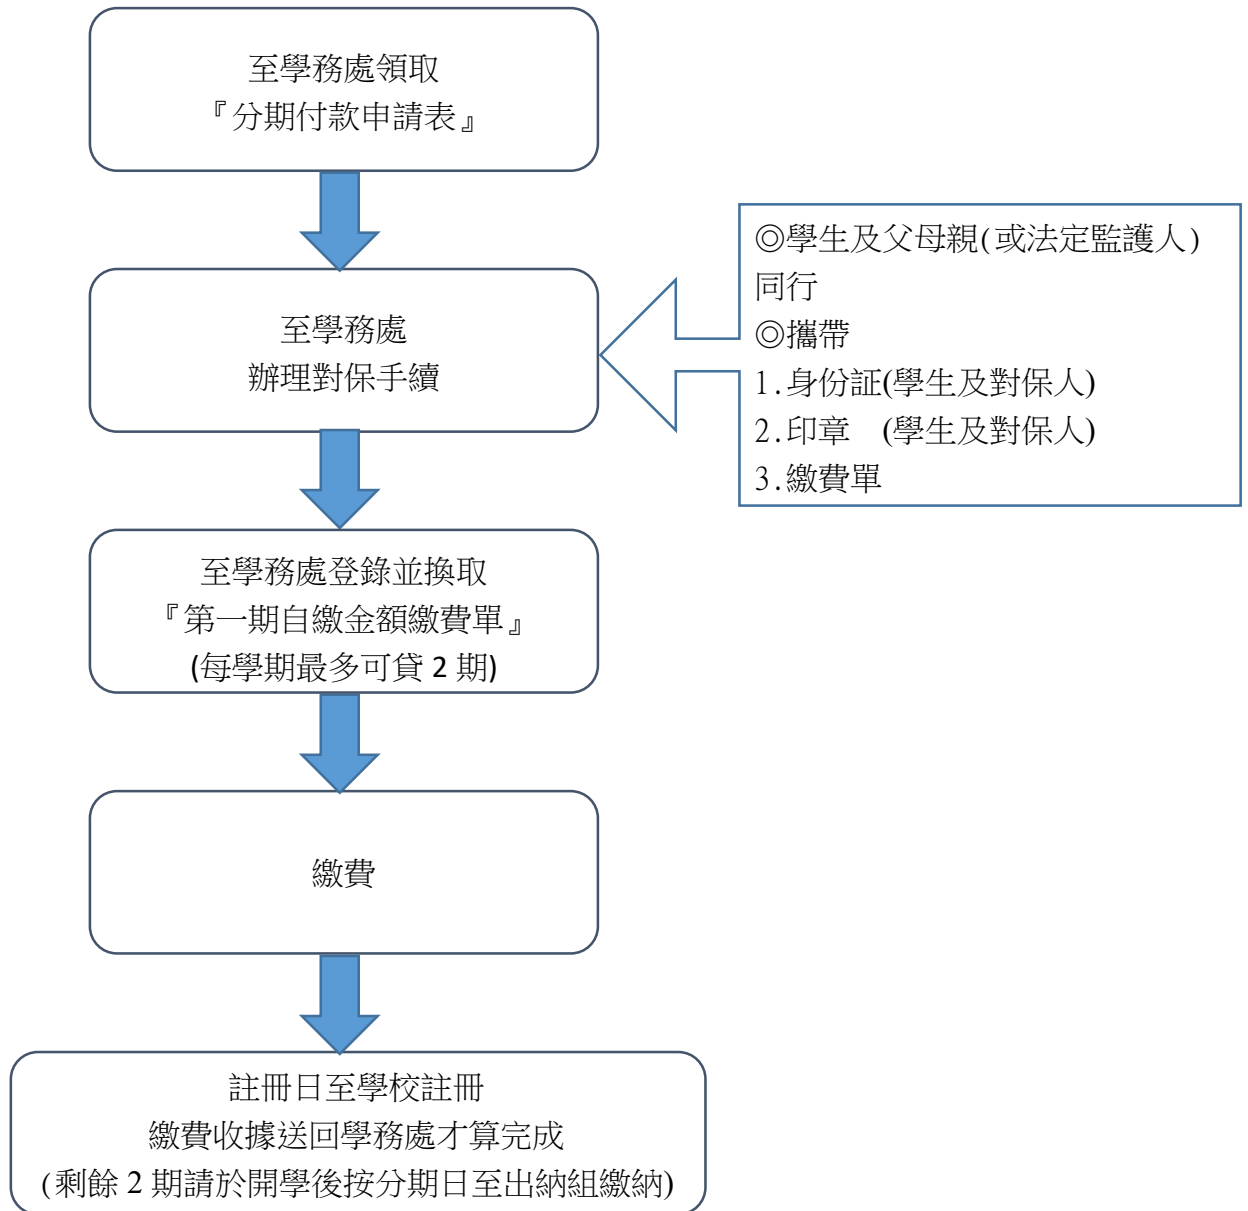 至學務處領取
『分期付款申請表』
至學務處
辦理對保手續
◎學生及父母親(或法定監護人)
同行
◎攜帶
1.身份証(學生及對保人)
2.印章　(學生及對保人)
3.繳費單
至學務處登錄並換取
『第一期自繳金額繳費單』
(每學期最多可貸 2 期)
繳費
註冊日至學校註冊
繳費收據送回學務處才算完成
(剩餘 2 期請於開學後按分期日至出納組繳納)